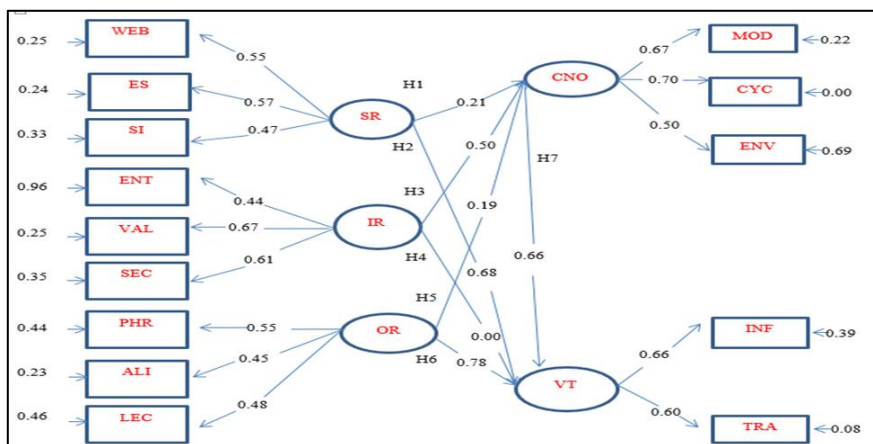 WEB
0.25
0.55
ES
0.24
0.57
SI
0.33
0.47
ENT
0.96
0.44
VAL
0.25
0.67
SEC
0.35
0.61
PHR
0.44
0.55
ALI
0.23
0.45
LEC
0.46
0.48
SR
IR
OR
H1
0.21
H2
0.68
H3
0.50
H4
0.00
H5
0.19
H6
0.78
CNO
H7
0.66
VT
0.67
MOD
0.22
0.70
CYC
0.00
0.50
ENV
0.69
0.66
INF
0.39
0.60
TRA
0.08